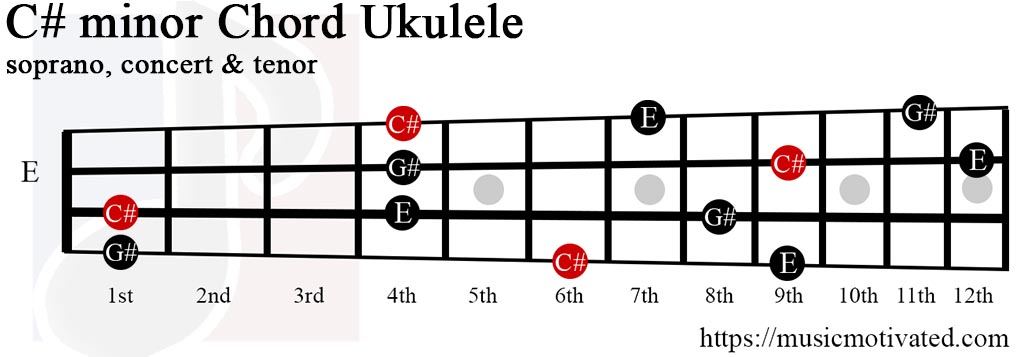 C# minor Chord Ukulele
soprano, concert & tenor
C# E G#
E G# C# E
C# E G#
G# C# E
1st 2nd 3rd 4th 5th 6th 7th 8th 9th 10th 11th 12th
https://musicmotivated.com/